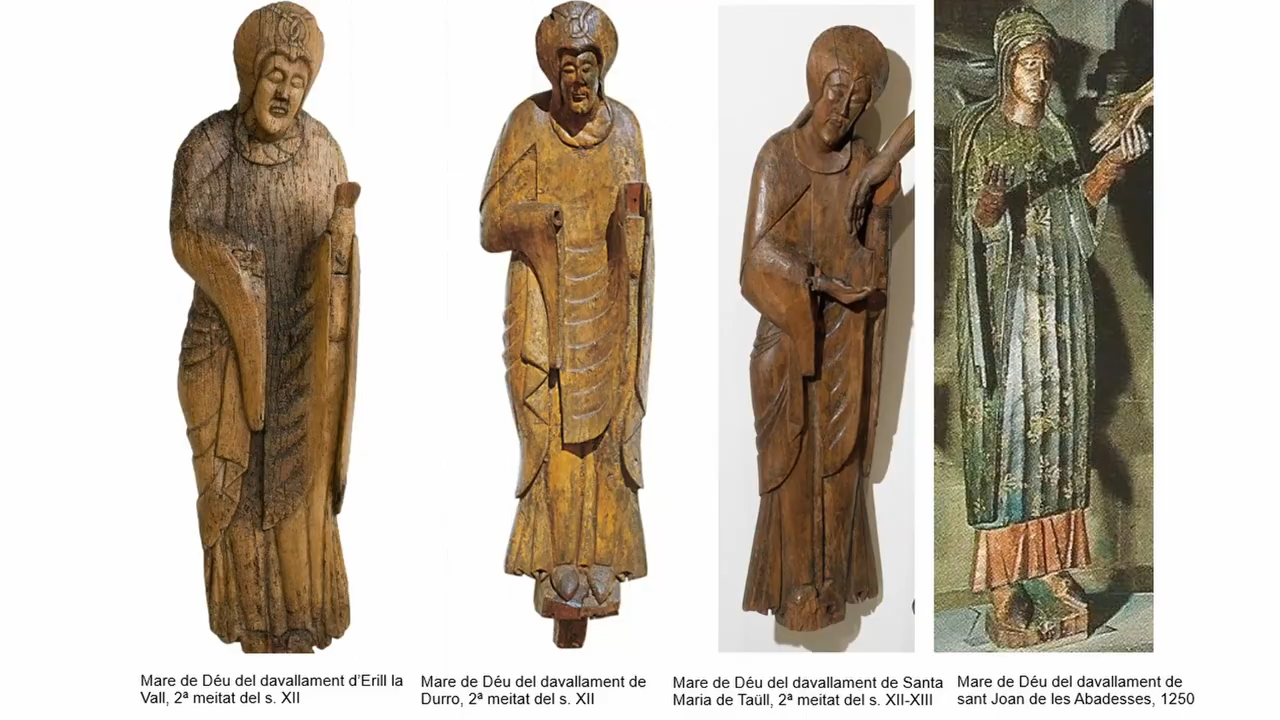 Mare de Déu del davallament d'Erill la
Vall, 2ª meitat del s. XII
Mare de Déu del davallament de
Durro, 2ª meitat del s. XII
Mare de Déu del davallament de Santa
Maria de Taüll, 2ª meitat del s. XII-XIII
Mare de Déu del davallament de
sant Joan de les Abadesses, 1250